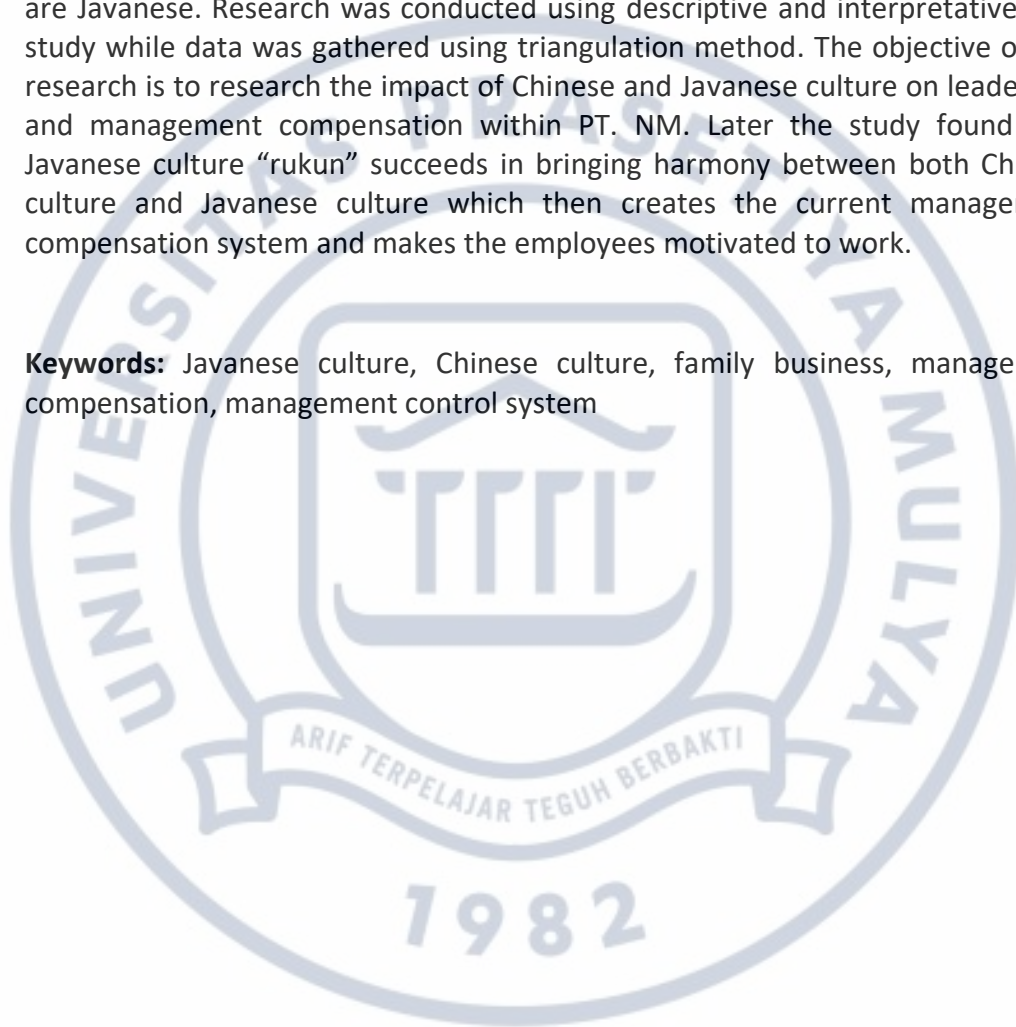 are Javanese. Research was conducted using descriptive and interpretative
study while data was gathered using triangulation method. The objective o
research is to research the impact of Chinese and Javanese culture on leade
and management compensation within PT. NM. Later the study found
Javanese culture “rukun” succeeds in bringing harmony between both Ch
culture and Javanese culture which then creates the current manage
compensation system and makes the employees motivated to work.
Keywords: Javanese culture, Chinese culture, family business, manage
compensation, management control system
UNIVERSITAS PRASETIYA MULYA
ARIF TERPELAJAR TEGUH BERBAKTI
1982